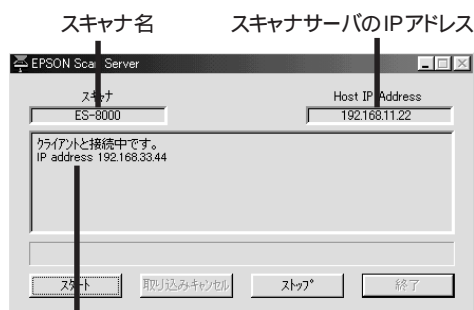 スキャナ名 スキャナサーバのIPアドレス
EPSON Scan Server
スキャナ Host IP Address
ES-8000 192.168.11.22
クライアントと接続中です。
IP address 192.168.33.44
スタート 取り込みキャンセル ストップ 終了